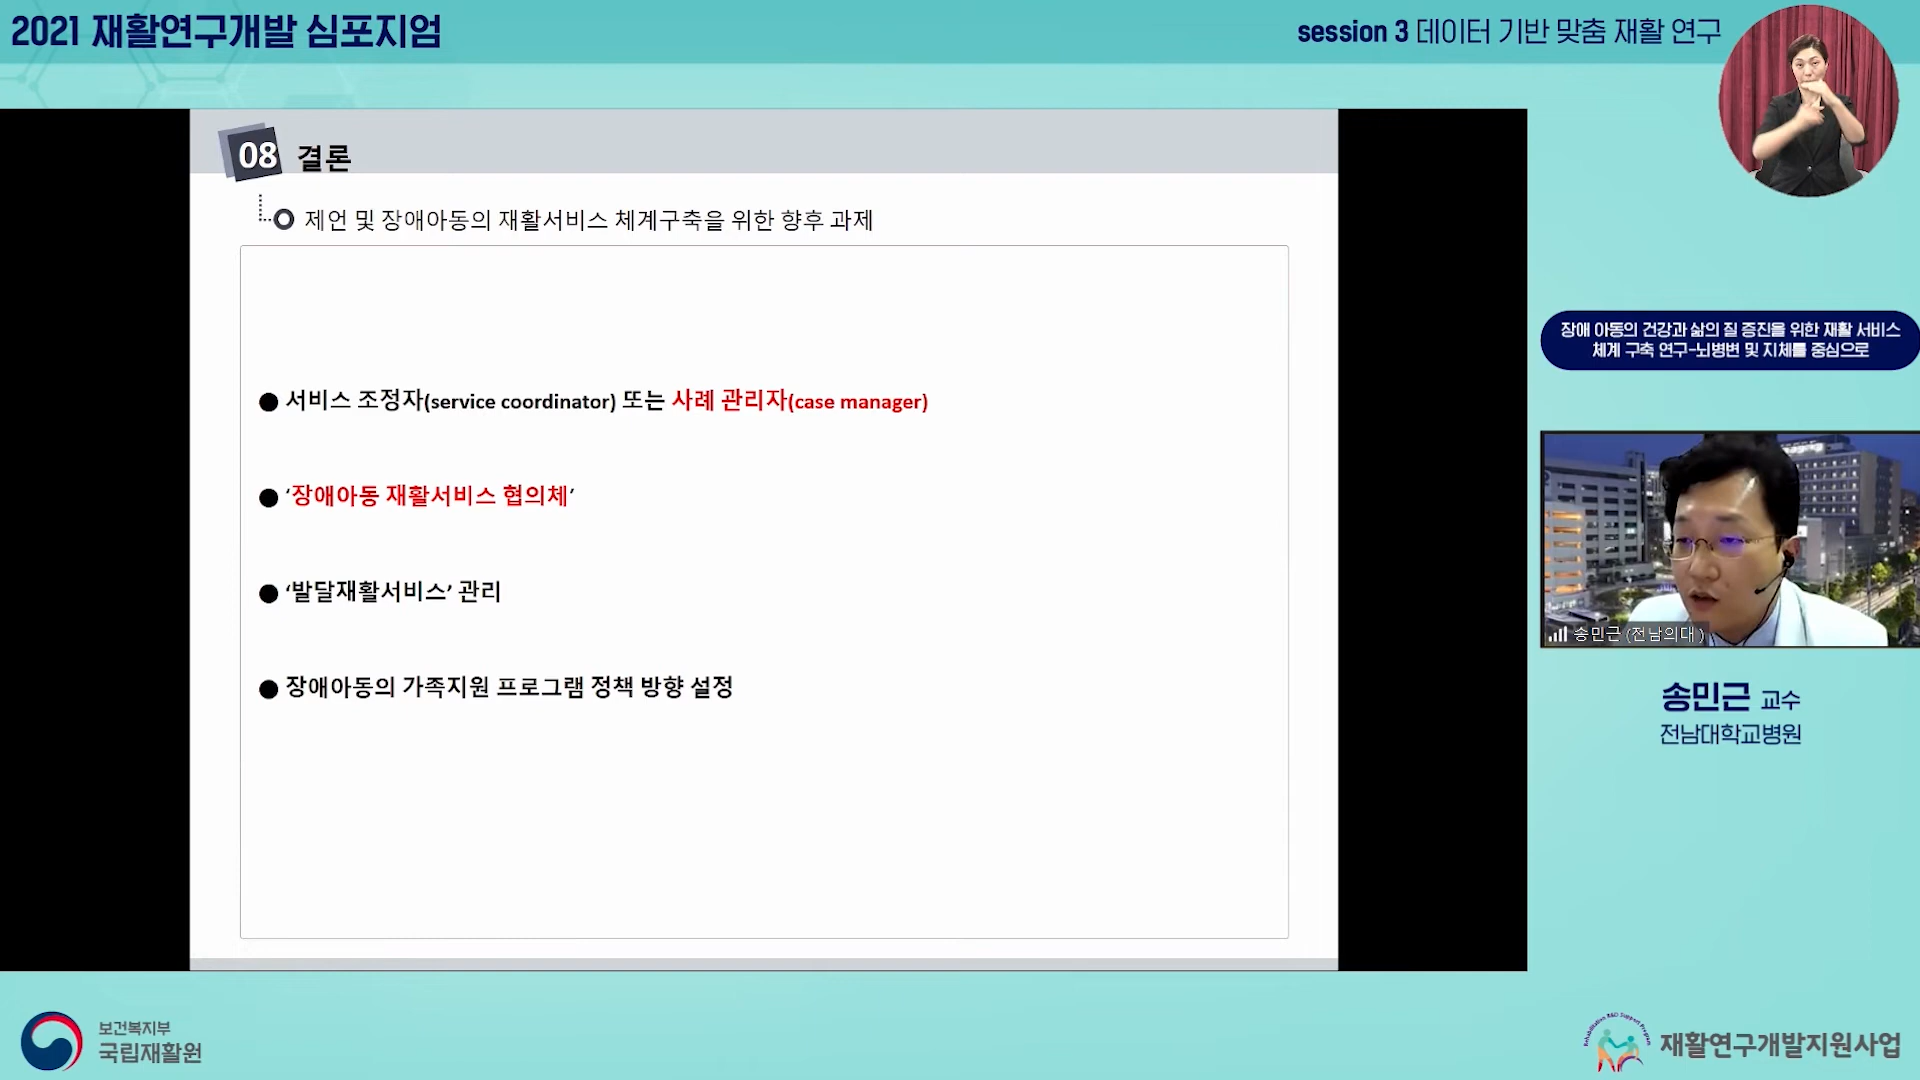 2021 재활연구개발 심포지엄
session 3 데이터 기반 맞춤 재활 연구
08 결론
제언 및 장애아동의 재활서비스 체계구축을 위한 향후 과제
● 서비스 조정자(service coordinator) 또는 사례 관리자(case manager)
● ‘장애아동 재활서비스 협의체’
● ‘발달재활서비스’ 관리
● 장애아동의 가족지원 프로그램 정책 방향 설정
장애 아동의 건강과 삶의 질 증진을 위한 재활 서비스
체계 구축 연구-뇌병변 및 지체를 중심으로
송민근 (전남의대)
송민근 교수
전남대학교병원
보건복지부
국립재활원
Rehabilitation R&D Support Program
재활연구개발지원사업